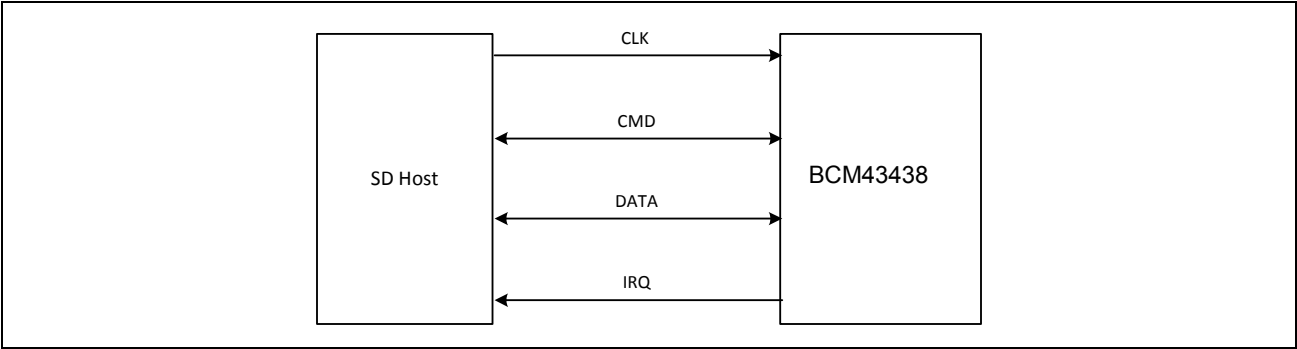 CLK
CMD
SD Host
BCM43438
DATA
IRQ